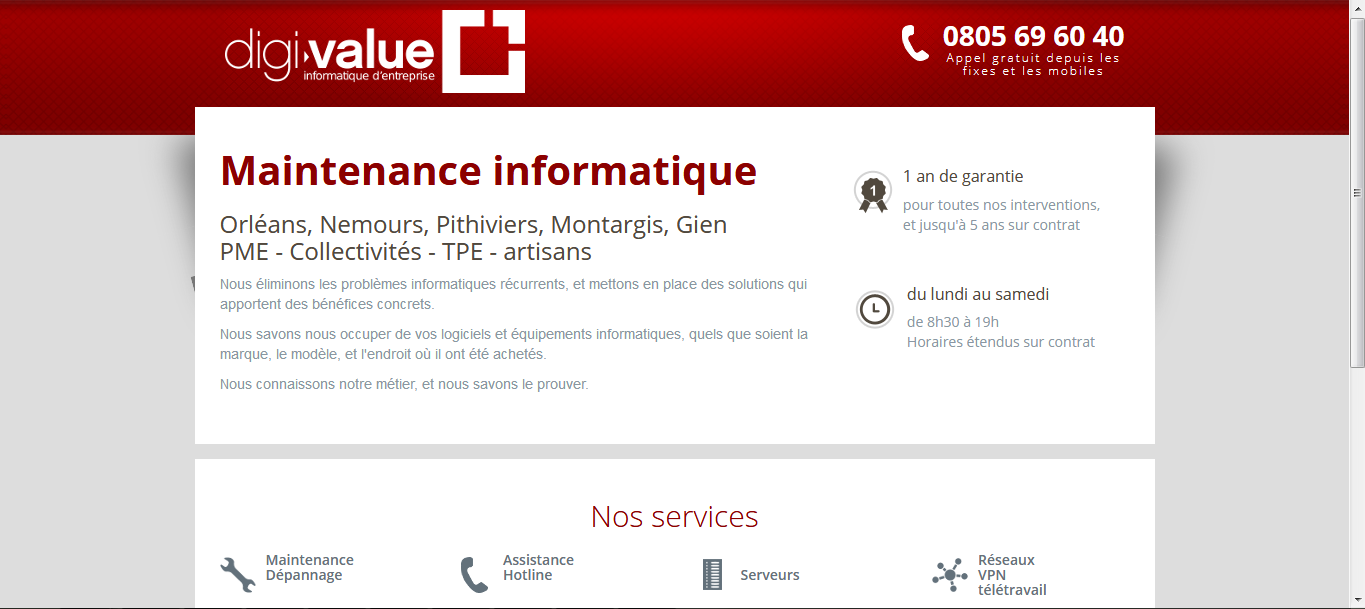 digi value
informatique d'entreprise
0805 69 60 40
Appel gratuit depuis les
fixes et les mobiles
Maintenance informatique
Orléans, Nemours, Pithiviers, Montargis, Gien
PME - Collectivités - TPE - artisans
Nous éliminons les problèmes informatiques récurrents, et mettons en place des solutions qui
apportent des bénéfices concrets.
Nous savons nous occuper de vos logiciels et équipements informatiques, quels que soient la
marque, le modèle, et l'endroit où il ont été achetés.
Nous connaissons notre métier, et nous savons le prouver.
1
1 an de garantie
pour toutes nos interventions,
et jusqu'à 5 ans sur contrat
du lundi au samedi
de 8h30 à 19h
Horaires étendus sur contrat
Nos services
Maintenance
Dépannage
Assistance
Hotline
Serveurs
Réseaux
VPN
télétravail